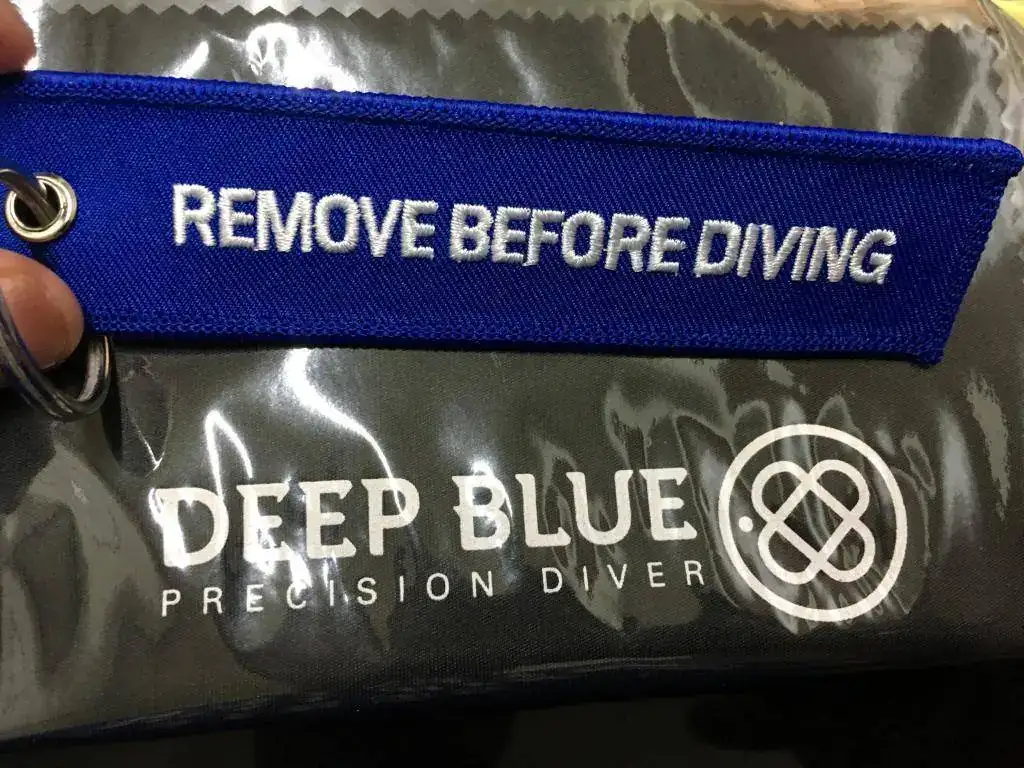 REMOVE BEFORE DIVING
DEEP BLUE
PRECISION DIVER